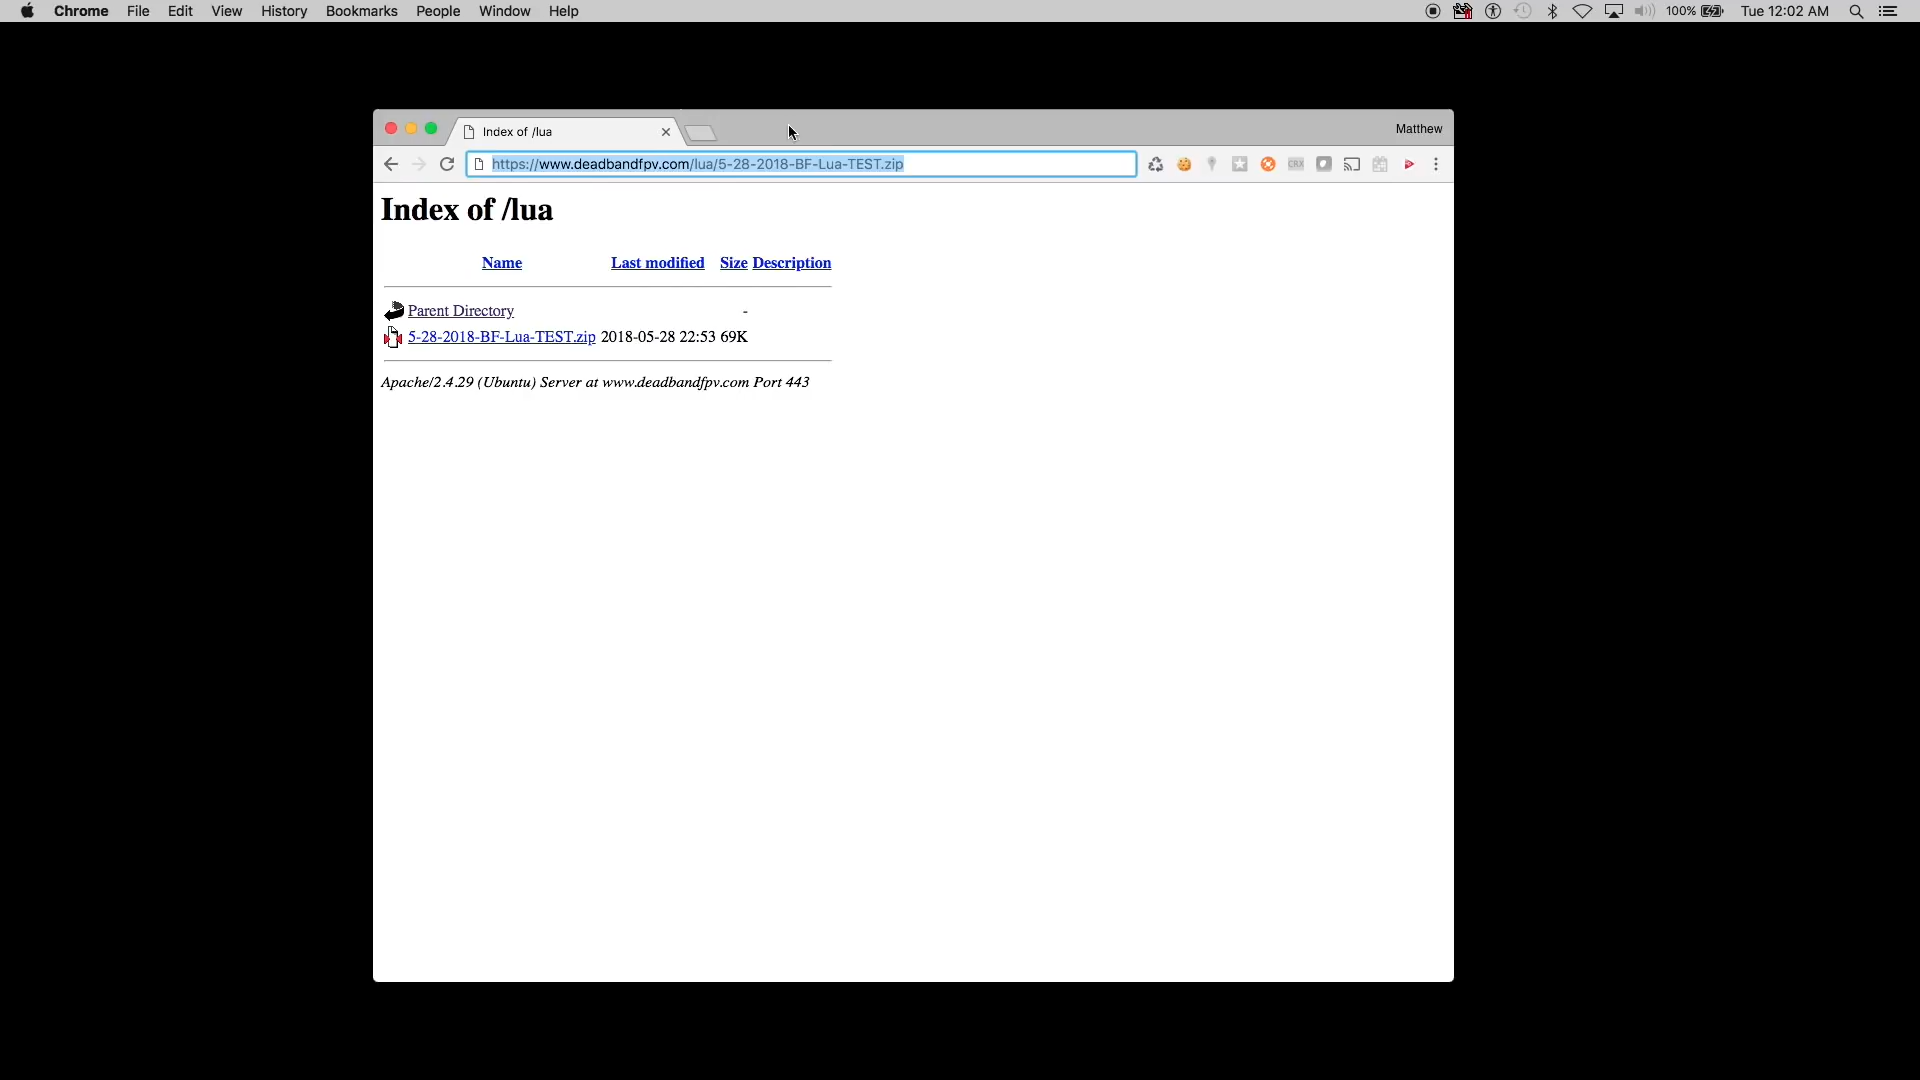 Chrome File Edit View History Bookmarks People Window Help 100% Tue 12:02 AM
Index of /lua Matthew
https://www.deadbandfpv.com/lua/5-28-2018-BF-Lua-TEST.zip CRX
Index of /lua
Name Last modified Size Description
Parent Directory -
5-28-2018-BF-Lua-TEST.zip 2018-05-28 22:53 69K
Apache/2.4.29 (Ubuntu) Server at www.deadbandfpv.com Port 443